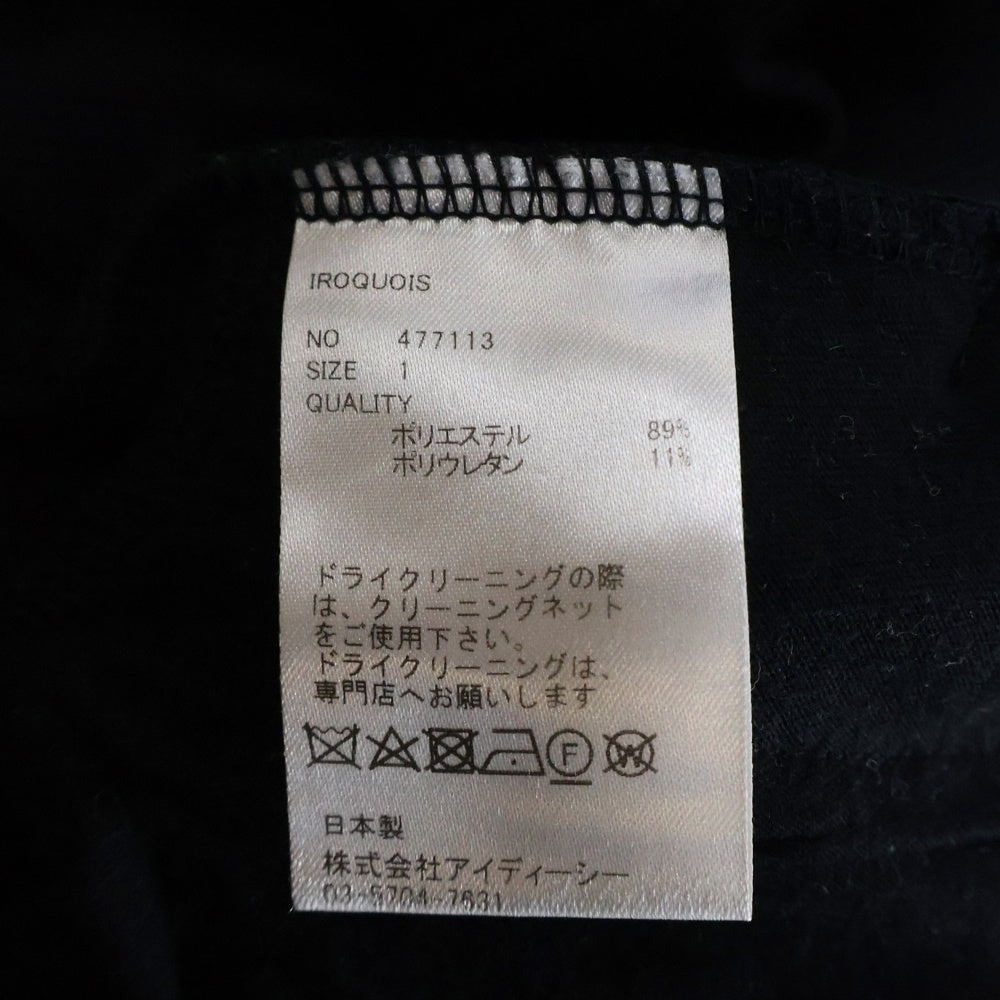 IROQUOIS
NO 477113
SIZE 1
QUALITY
ポリエステル 89%
ポリウレタン 11%
ドライクリーニングの際
は、クリーニングネット
をご使用下さい。
ドライクリーニングは、
専門店へお願いします
F
W
日本製
株式会社アイディーシー
03-5704-7631